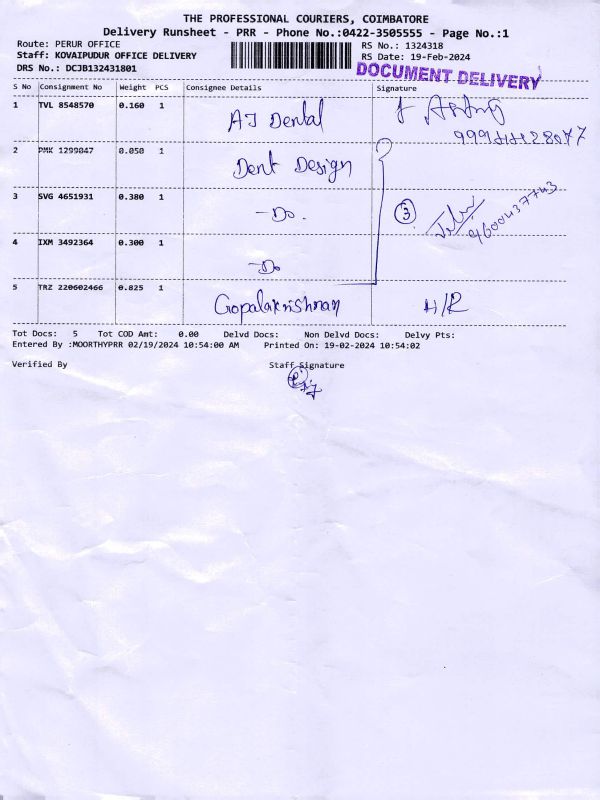 THE PROFESSIONAL COURIERS, COIMBATORE
Delivery Runsheet - PRR - Phone No.:0422-3505555 - Page No.:1
Route: PERUR OFFICE
Staff: KOVAIPUDUR OFFICE DELIVERY
DRS No.: DCJB132431801
RS No.: 1324318
RS Date: 19-Feb-2024
DOCUMENT DELIVERY
S No Consignment No Weight PCS Consignee Details Signature
1 TVL 8548570 0.160 1 AJ Dental
2 PMK 1299047 0.050 1 Dent Design
3 SVG 4651931 0.380 1 -Do. 3 9600437743
4 IXM 3492364 0.300 1 -Do
5 TRZ 220602466 0.825 1 Gopalakrishnan H/R
Tot Docs: 5 Tot COD Amt: 0.00 Delvd Docs: Non Delvd Docs: Delvy Pts:
Entered By :MOORTHYPRR 02/19/2024 10:54:00 AM Printed On: 19-02-2024 10:54:02
Verified By Staff Signature